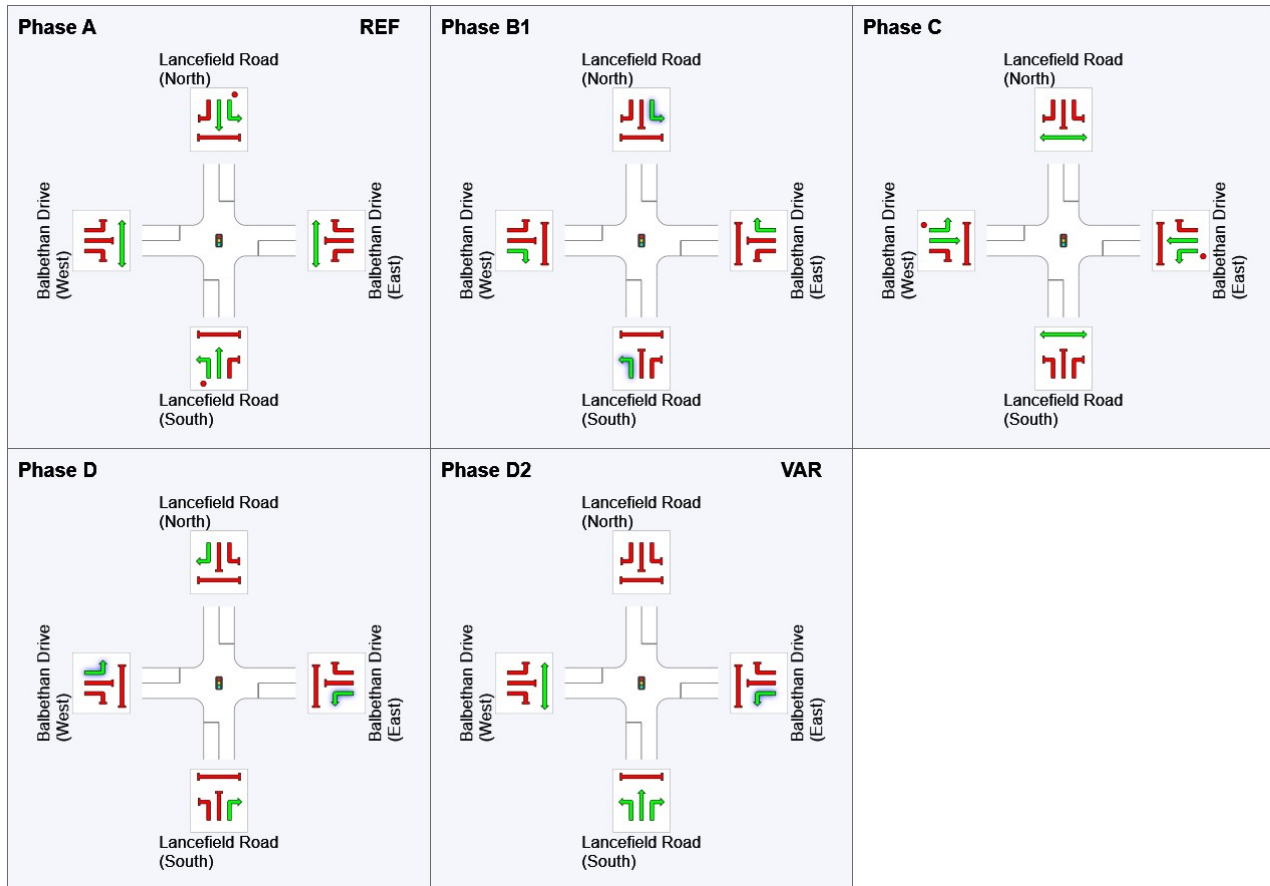 Phase A
REF
Lancefield Road
(North)
Balbethan Drive
(West)
Balbethan Drive
(East)
Lancefield Road
(South)
Phase B1
Lancefield Road
(North)
Balbethan Drive
(West)
Balbethan Drive
(East)
Lancefield Road
(South)
Phase C
Lancefield Road
(North)
Balbethan Drive
(West)
Balbethan Drive
(East)
Lancefield Road
(South)
Phase D
Lancefield Road
(North)
Balbethan Drive
(West)
Balbethan Drive
(East)
Lancefield Road
(South)
Phase D2
VAR
Lancefield Road
(North)
Balbethan Drive
(West)
Balbethan Drive
(East)
Lancefield Road
(South)